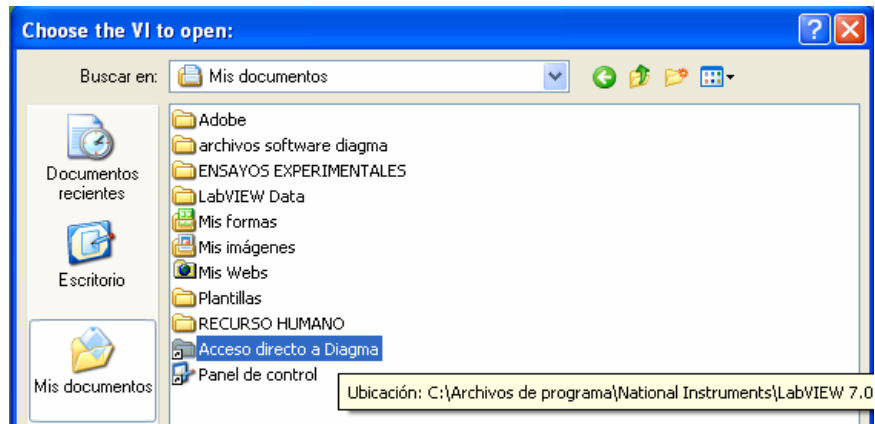 Choose the VI to open:
Buscar en: Mis documentos
Adobe
archivos software diagma
ENSAYOS EXPERIMENTALES
LabVIEW Data
Mis formas
Mis imágenes
Mis Webs
Plantillas
RECURSO HUMANO
Acceso directo a Diagma
Panel de control
Documentos
recientes
Escritorio
Mis documentos
Ubicación: C:\Archivos de programa\National Instruments\LabVIEW 7.0